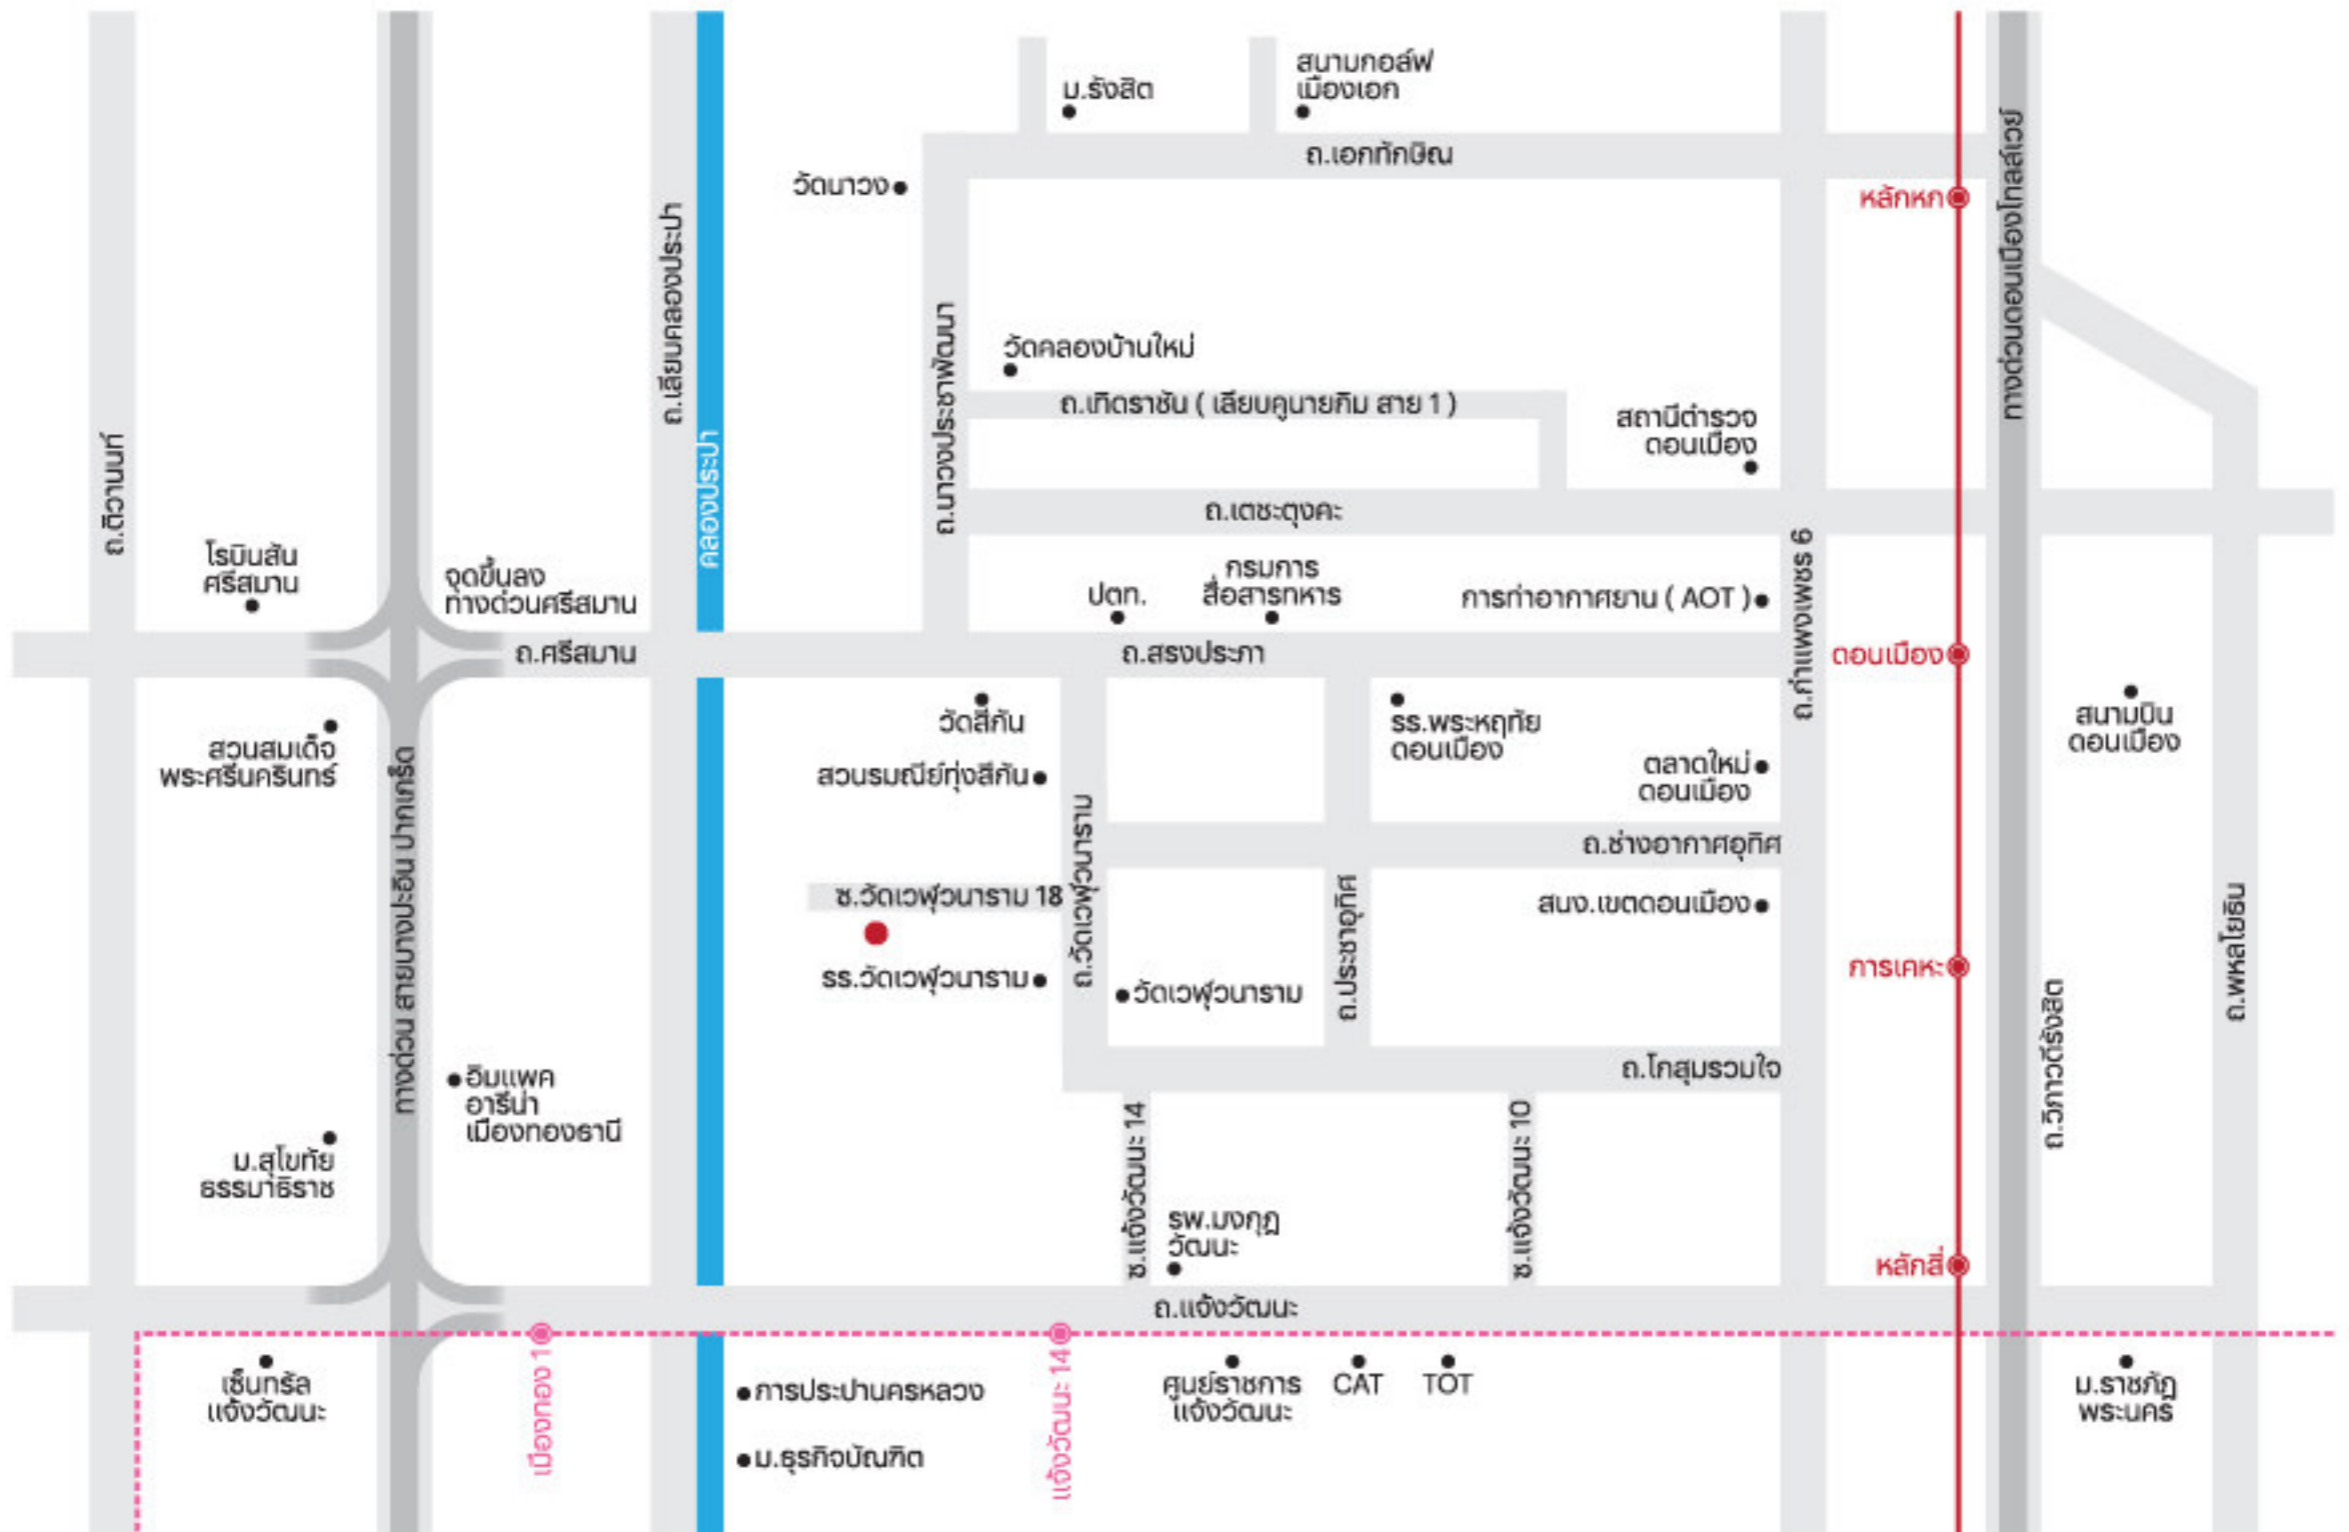 สนามกอล์ฟ
เมืองเอก
ม.รังสิต
ถ.เอกทักษิณ
วัดนาวง
หลักหก
ทางด่วนดอนเมืองโทลล์เวย์
ถ.เลียบคลองประปา
คลองประปา
ถ.นาวงประชาพัฒนา
วัดคลองบ้านใหม่
ถ.เทิดราชัน ( เลียบคูนายกิม สาย 1 )
สถานีตำรวจ
ดอนเมือง
ถ.ติวานนท์
ถ.เตชะตุงคะ
โรบินสัน
ศรีสมาน
จุดขึ้นลง
ทางด่วนศรีสมาน
ปตท.
กรมการ
สื่อสารทหาร
การท่าอากาศยาน ( AOT )
ถ.กำแพงเพชร 6
ถ.ศรีสมาน
ถ.สรงประภา
ดอนเมือง
สวนสมเด็จ
พระศรีนครินทร์
วัดสีกัน
สวนรมณีย์ทุ่งสีกัน
รร.พระหฤทัย
ดอนเมือง
ตลาดใหม่
ดอนเมือง
สนามบิน
ดอนเมือง
ทางด่วน สายบางปะอิน ปากเกร็ด
ถ.วัดเวฬุวนาราม
ถ.ช่างอากาศอุทิศ
ซ.วัดเวฬุวนาราม 18
ถ.ประชาอุทิศ
สนง.เขตดอนเมือง
รร.วัดเวฬุวนาราม
วัดเวฬุวนาราม
การเคหะ
ถ.พหลโยธิน
ถ.วิภาวดีรังสิต
อิมแพค
อารีน่า
เมืองทองธานี
ถ.โกสุมรวมใจ
ม.สุโขทัย
ธรรมาธิราช
ซ.แจ้งวัฒนะ 14
ซ.แจ้งวัฒนะ 10
รพ.มงกุฎ
วัฒนะ
หลักสี่
ถ.แจ้งวัฒนะ
เซ็นทรัล
แจ้งวัฒนะ
เมืองทอง 1
การประปานครหลวง
ม.ธุรกิจบัณฑิต
แจ้งวัฒนะ 14
ศูนย์ราชการ
แจ้งวัฒนะ
CAT
TOT
ม.ราชภัฏ
พระนคร